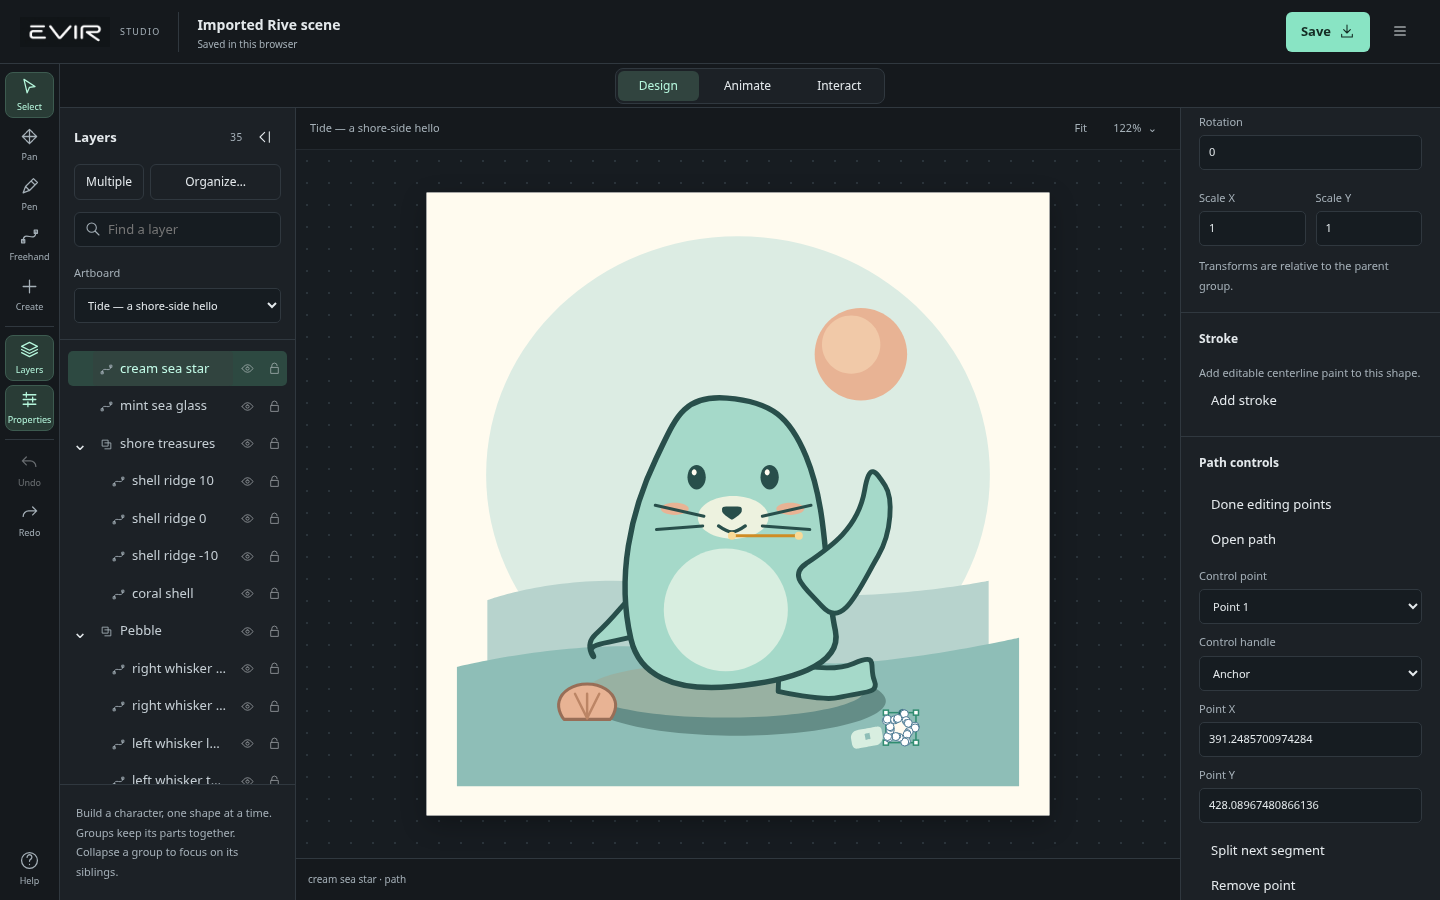 EVIR
STUDIO
Imported Rive scene
Saved in this browser
Save
Design
Animate
Interact
Select
Pan
Pen
Freehand
Create
Layers
Properties
Undo
Redo
Help
Layers
35
Multiple
Organize...
Find a layer
Artboard
Tide — a shore-side hello
cream sea star
mint sea glass
shore treasures
shell ridge 10
shell ridge 0
shell ridge -10
coral shell
Pebble
right whisker ...
right whisker ...
left whisker l...
left whisker t...
Build a character, one shape at a time.
Groups keep its parts together.
Collapse a group to focus on its
siblings.
Tide — a shore-side hello
Fit
122%
cream sea star · path
Rotation
0
Scale X
Scale Y
1
1
Transforms are relative to the parent
group.
Stroke
Add editable centerline paint to this shape.
Add stroke
Path controls
Done editing points
Open path
Control point
Point 1
Control handle
Anchor
Point X
391.2485700974284
Point Y
428.08967480866136
Split next segment
Remove point